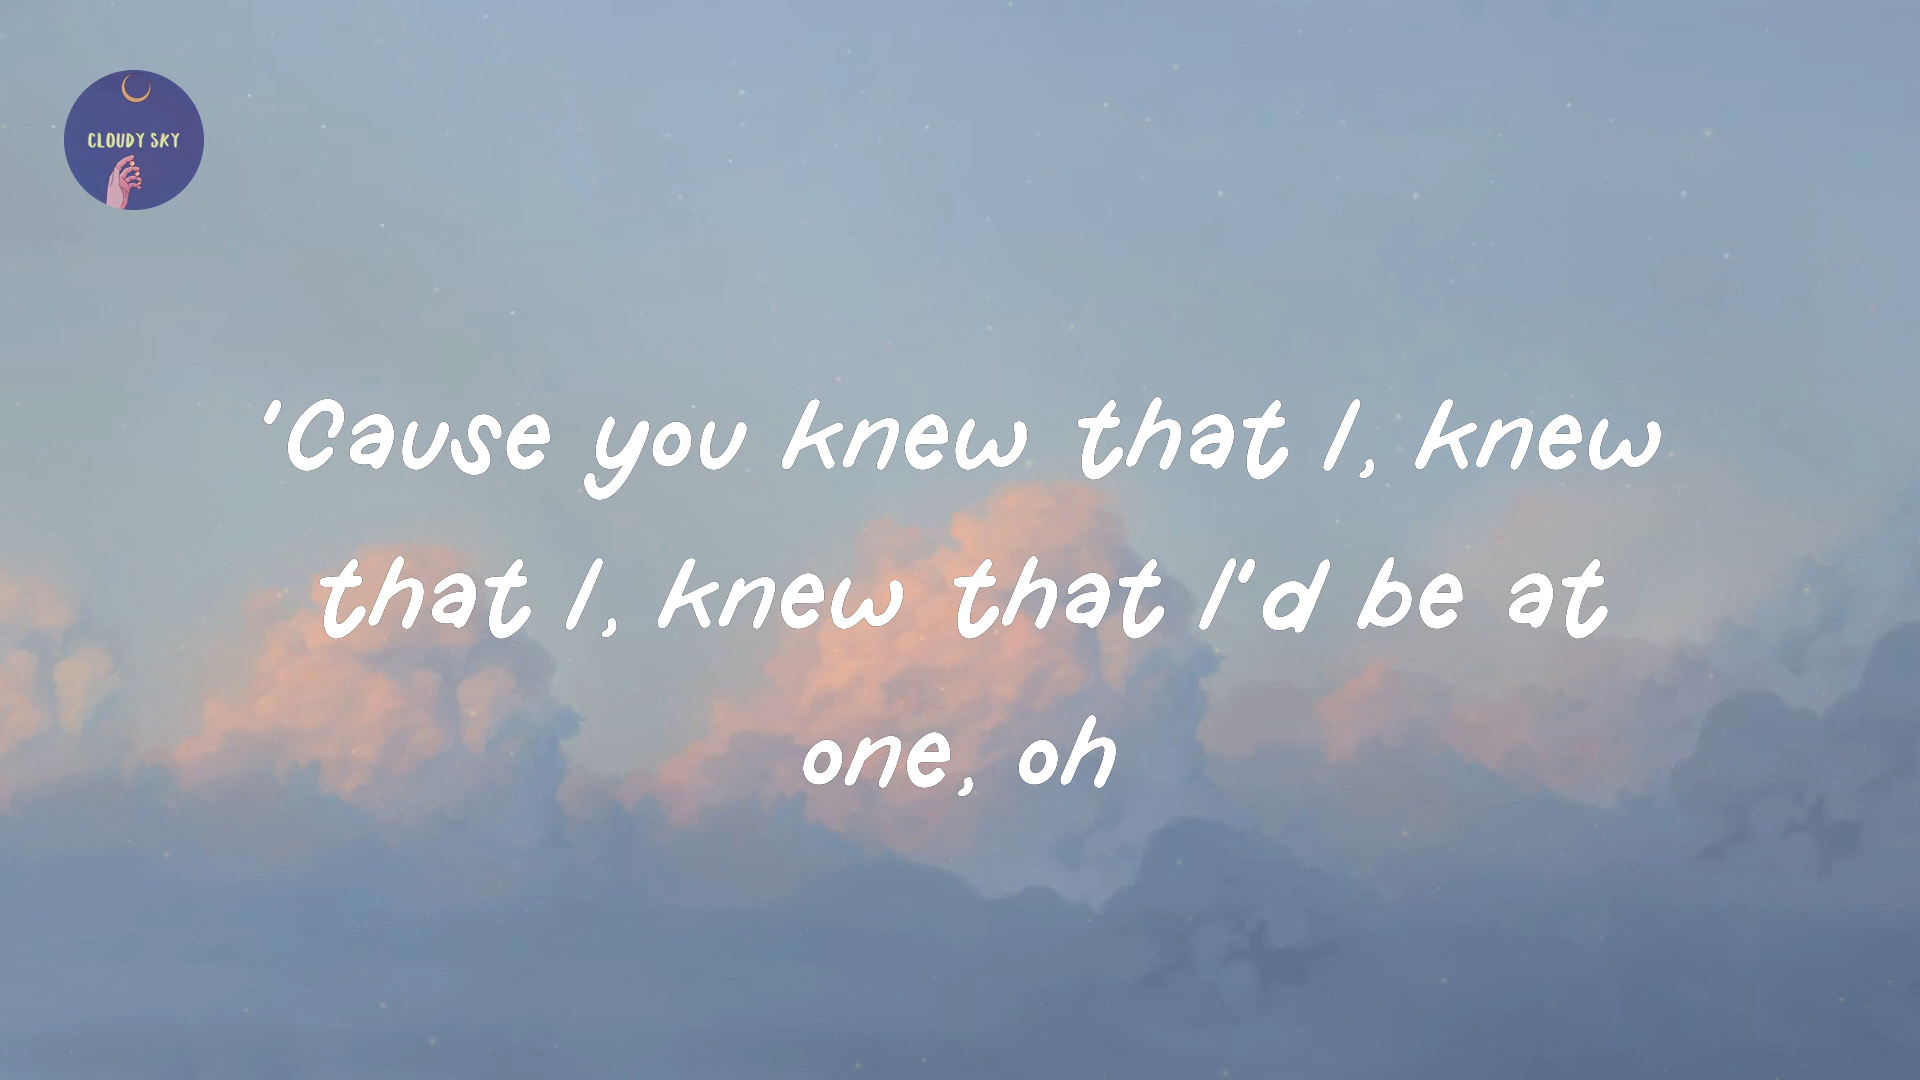 CLOUDY SKY
'Cause you knew that I, knew
that I, knew that I'd be at
one, oh